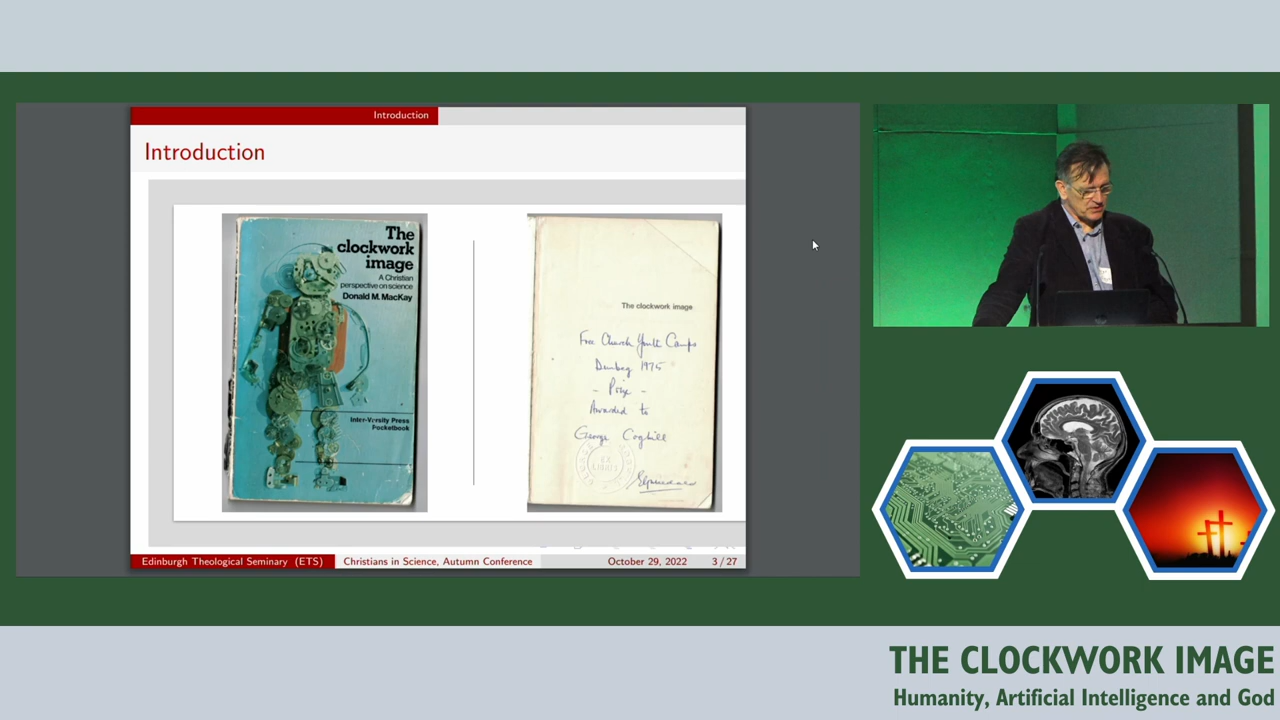 Introduction
Introduction
The
clockwork
image
A Christian
perspective on science
Donald M. MacKay
Inter-Varsity Press
Pocketbook
The clockwork image
Free Church Youth Camps
1975
- Prize -
Awarded to
George Coghill
EX
LIBRIS
Edinburgh Theological Seminary (ETS)
Christians in Science, Autumn Conference
October 29, 2022
3 / 27
THE CLOCKWORK IMAGE
Humanity, Artificial Intelligence and God